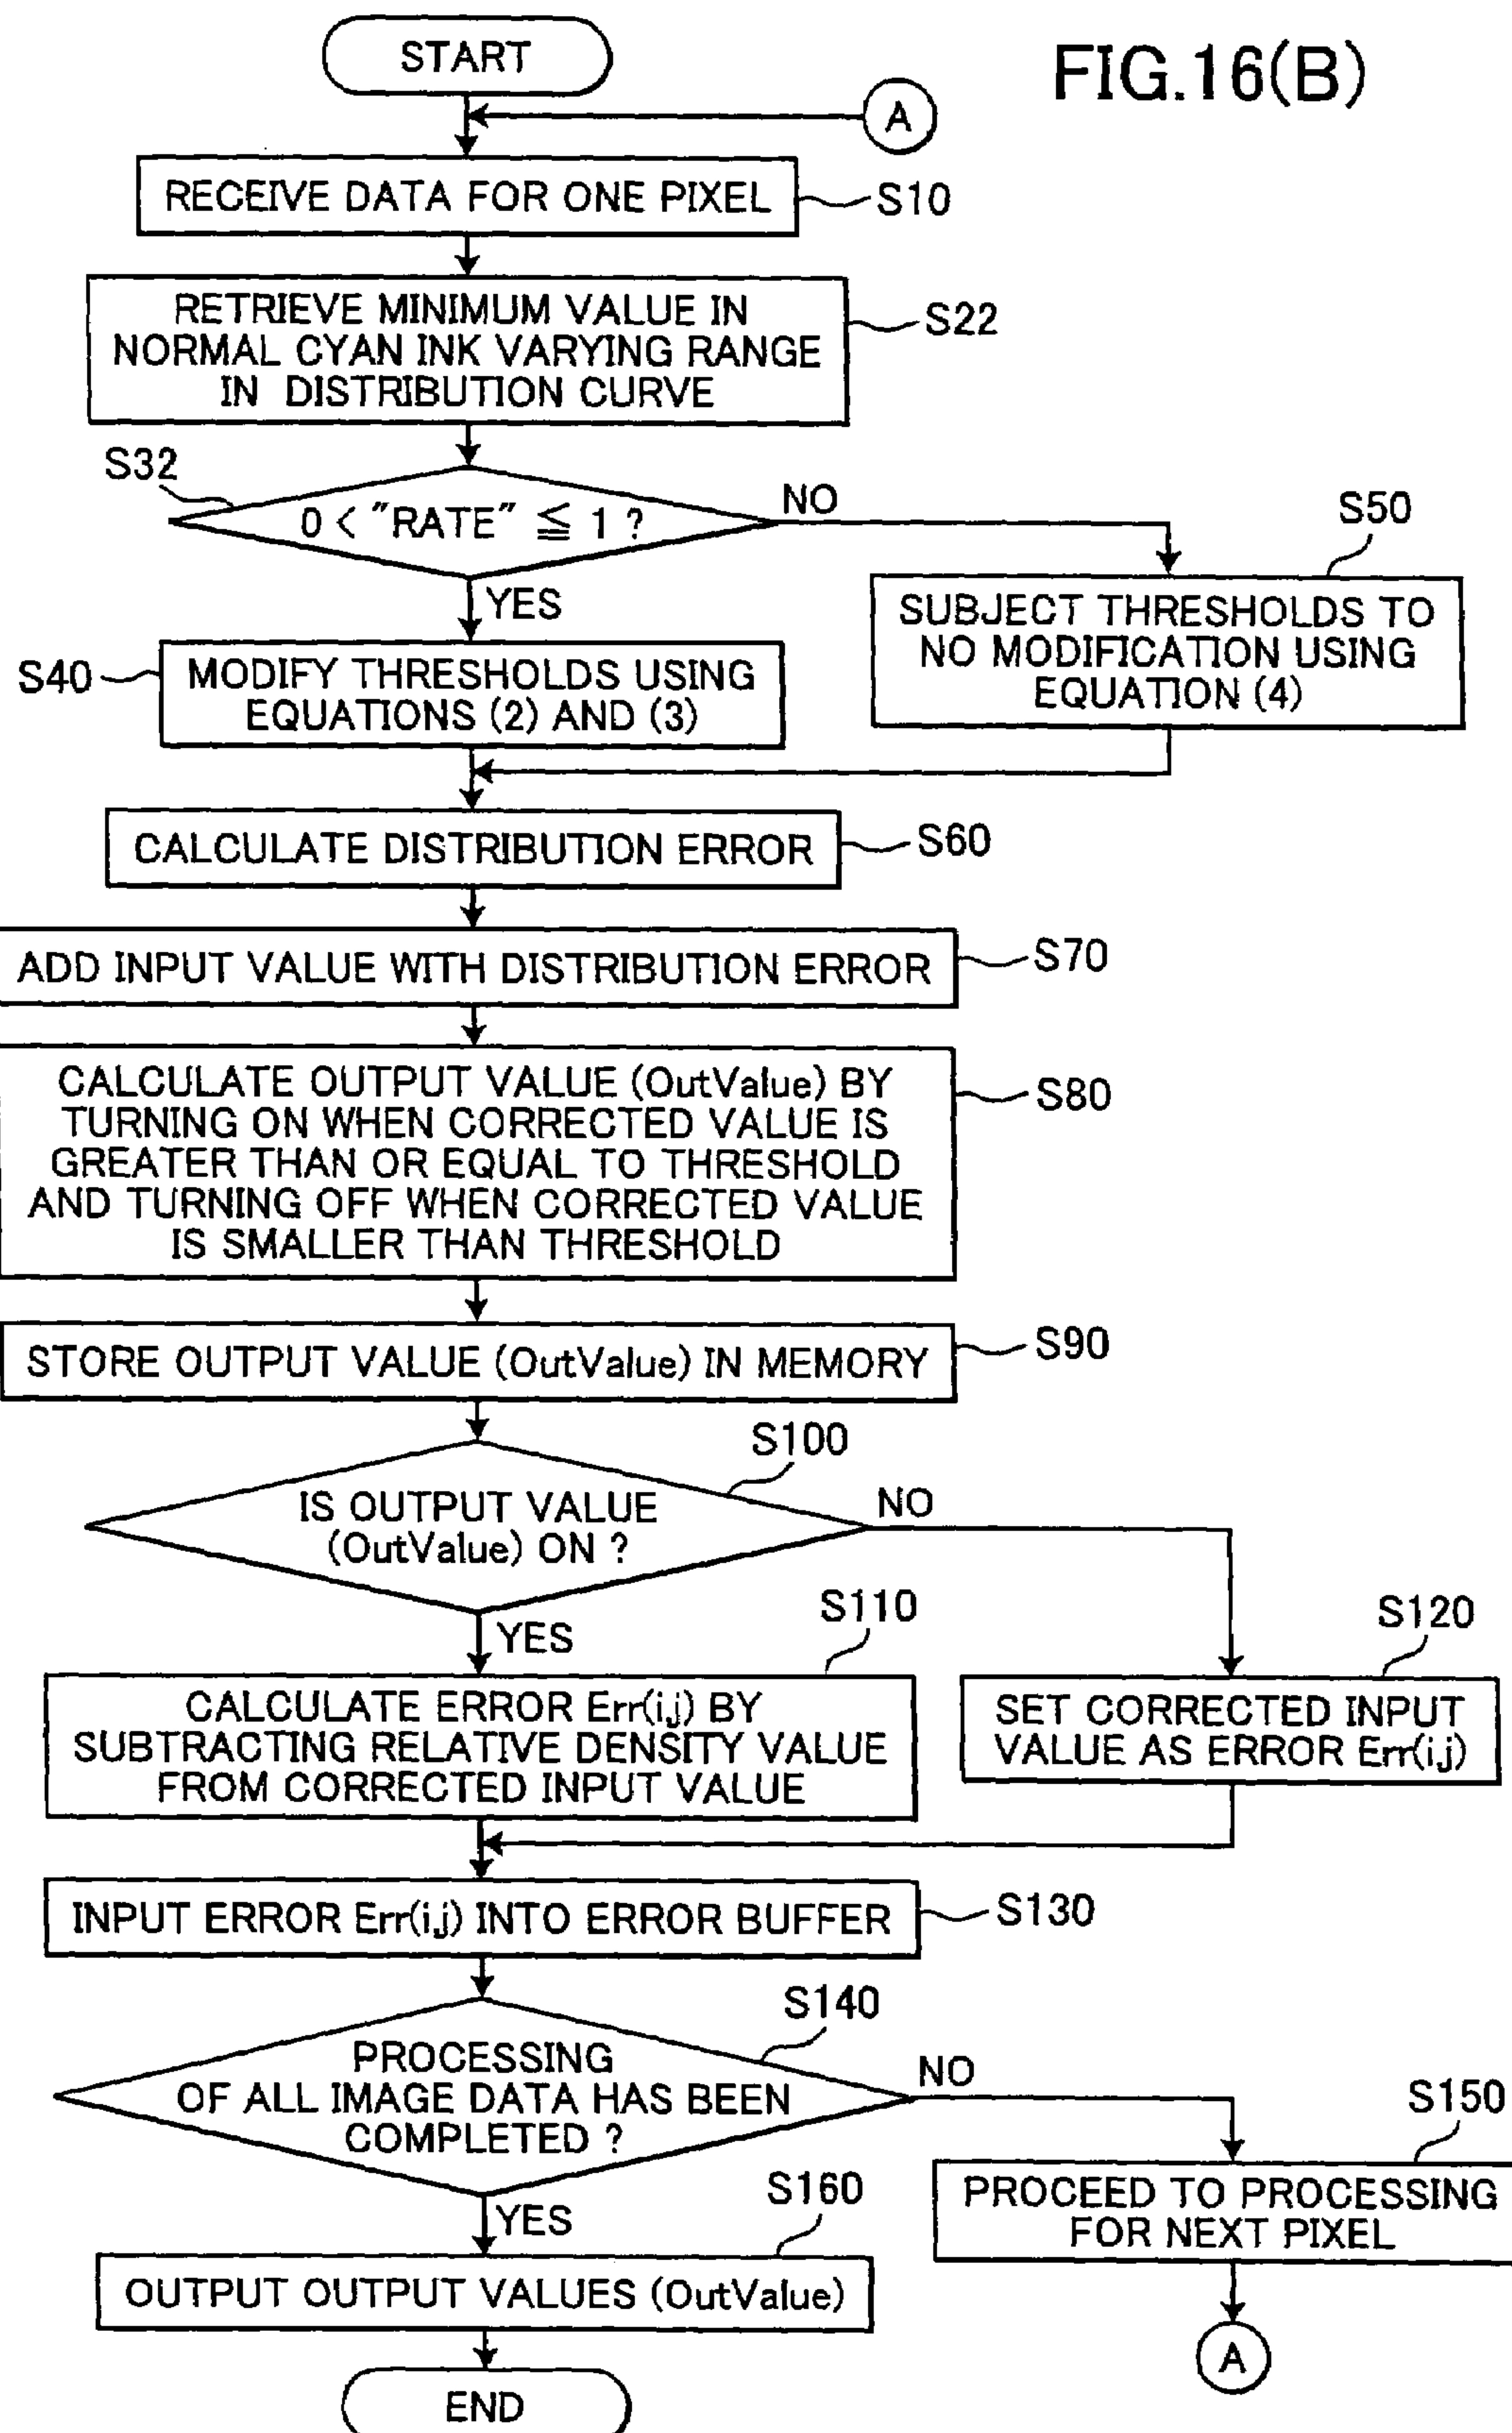 FIG.16(B)
START
A
RECEIVE DATA FOR ONE PIXEL
S10
RETRIEVE MINIMUM VALUE IN
NORMAL CYAN INK VARYING RANGE
IN DISTRIBUTION CURVE
S22
S32
0 < "RATE" ≦ 1 ?
NO
YES
S50
SUBJECT THRESHOLDS TO
NO MODIFICATION USING
EQUATION (4)
S40
MODIFY THRESHOLDS USING
EQUATIONS (2) AND (3)
CALCULATE DISTRIBUTION ERROR
S60
ADD INPUT VALUE WITH DISTRIBUTION ERROR
S70
CALCULATE OUTPUT VALUE (OutValue) BY
TURNING ON WHEN CORRECTED VALUE IS
GREATER THAN OR EQUAL TO THRESHOLD
AND TURNING OFF WHEN CORRECTED VALUE
IS SMALLER THAN THRESHOLD
S80
STORE OUTPUT VALUE (OutValue) IN MEMORY
S90
S100
IS OUTPUT VALUE
(OutValue) ON ?
NO
YES
S110
CALCULATE ERROR Err(i,j) BY
SUBTRACTING RELATIVE DENSITY VALUE
FROM CORRECTED INPUT VALUE
S120
SET CORRECTED INPUT
VALUE AS ERROR Err(i,j)
INPUT ERROR Err(i,j) INTO ERROR BUFFER
S130
S140
PROCESSING
OF ALL IMAGE DATA HAS BEEN
COMPLETED ?
NO
YES
S150
PROCEED TO PROCESSING
FOR NEXT PIXEL
A
S160
OUTPUT OUTPUT VALUES (OutValue)
END